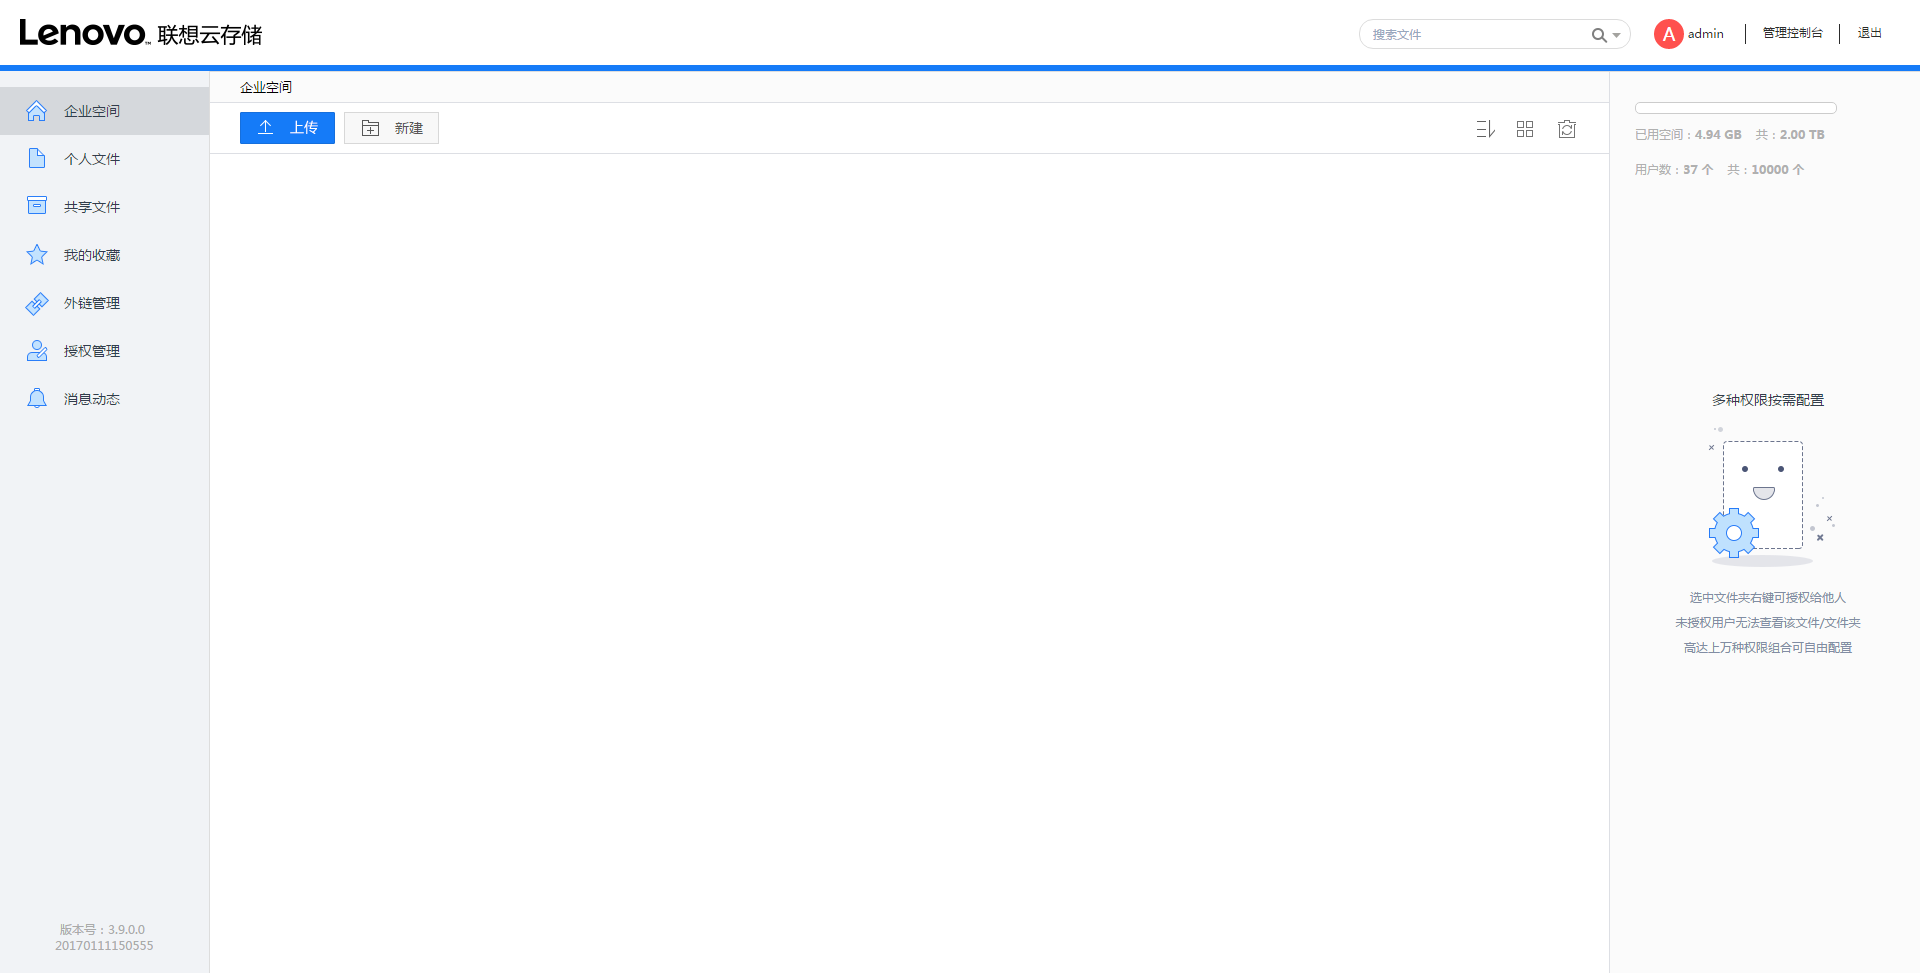 Lenovo™ 联想云存储
搜索文件
A admin
管理控制台
退出
企业空间
个人文件
共享文件
我的收藏
外链管理
授权管理
消息动态
版本号：3.9.0.0
20170111150555
企业空间
上传
新建
已用空间：4.94 GB 共：2.00 TB
用户数：37 个 共：10000 个
多种权限按需配置
选中文件夹右键可授权给他人
未授权用户无法查看该文件/文件夹
高达上万种权限组合可自由配置